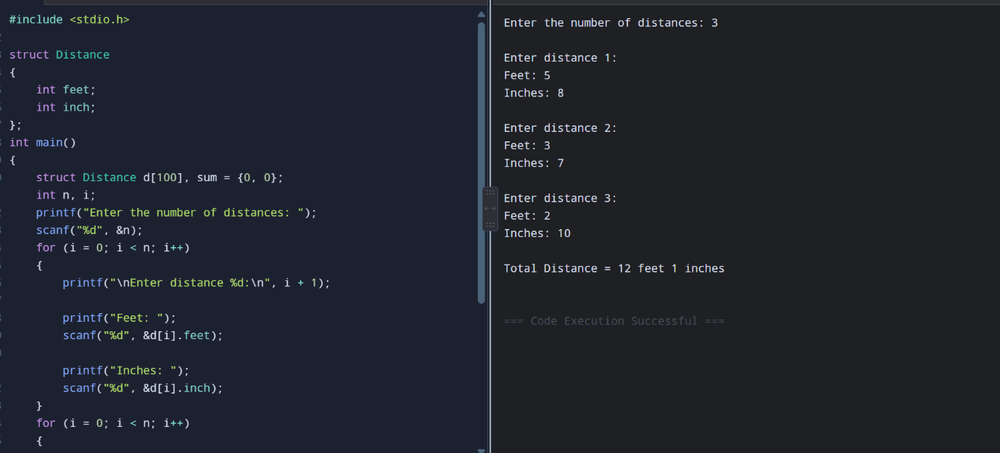 #include <stdio.h>
struct Distance
{
    int feet;
    int inch;
};
int main()
{
    struct Distance d[100], sum = {0, 0};
    int n, i;
    printf("Enter the number of distances: ");
    scanf("%d", &n);
    for (i = 0; i < n; i++)
    {
        printf("\nEnter distance %d:\n", i + 1);
        printf("Feet: ");
        scanf("%d", &d[i].feet);
        printf("Inches: ");
        scanf("%d", &d[i].inch);
    }
    for (i = 0; i < n; i++)
    {
Enter the number of distances: 3
Enter distance 1:
Feet: 5
Inches: 8
Enter distance 2:
Feet: 3
Inches: 7
Enter distance 3:
Feet: 2
Inches: 10
Total Distance = 12 feet 1 inches
=== Code Execution Successful ===